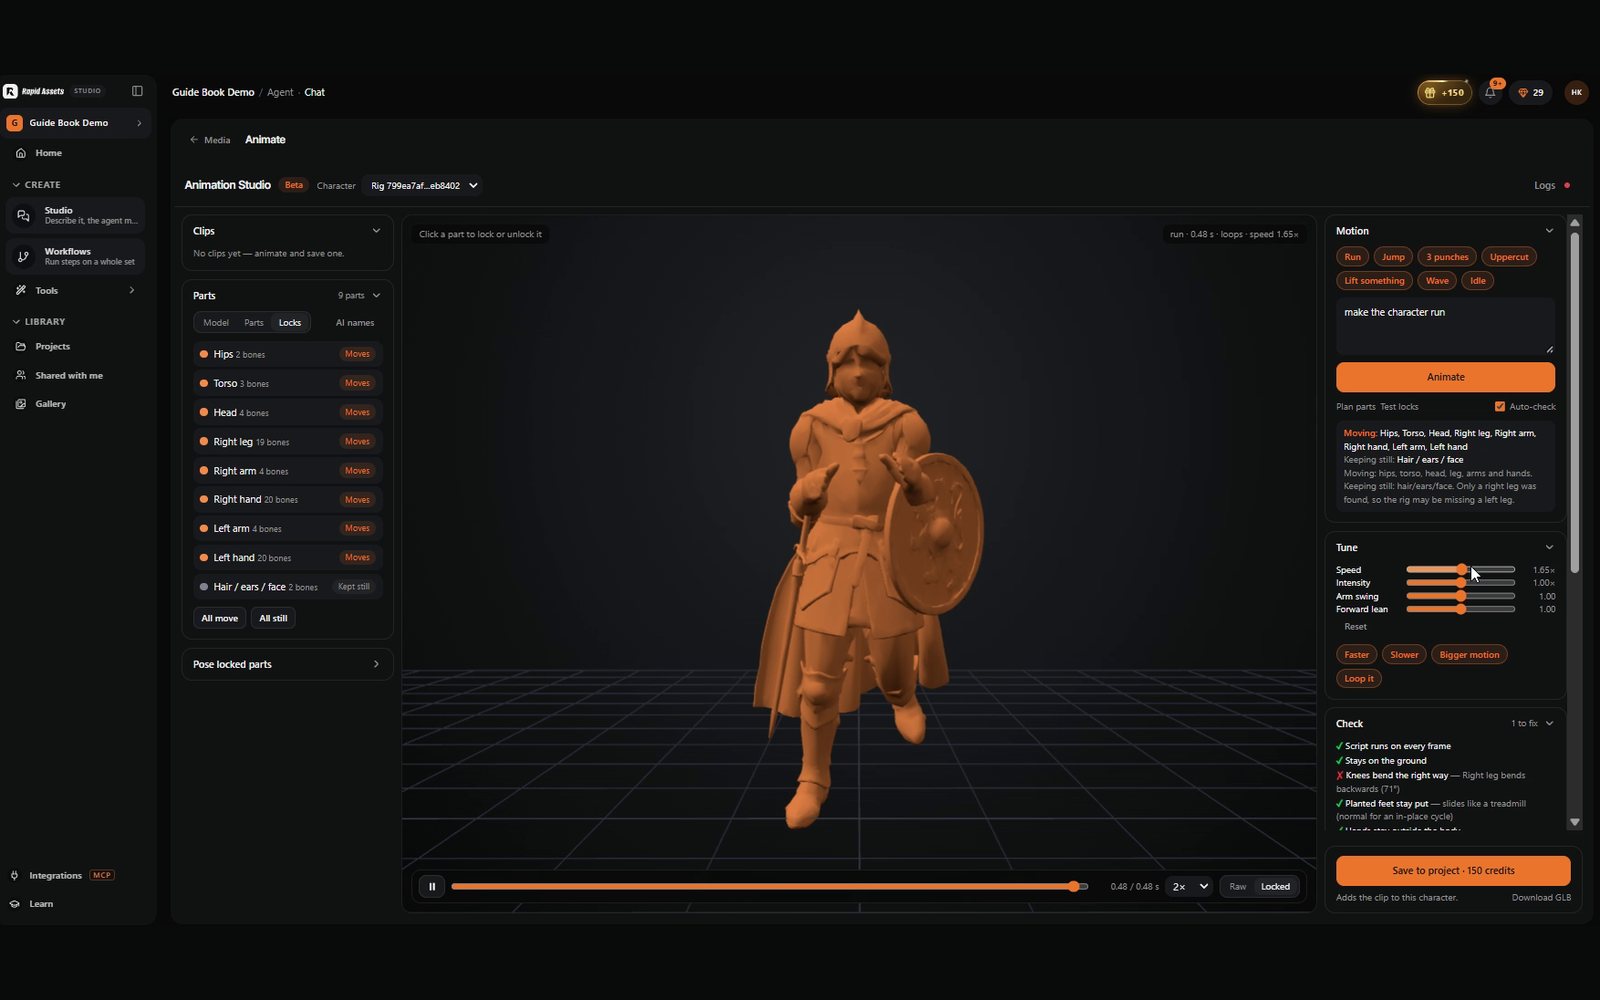 Rapid Assets STUDIO
G Guide Book Demo
Home
CREATE
Studio
Describe it, the agent m...
Workflows
Run steps on a whole set
Tools
LIBRARY
Projects
Shared with me
Gallery
Integrations MCP
Learn
Guide Book Demo / Agent · Chat
+150
9+
29
HK
← Media Animate
Animation Studio Beta Character Rig 799ea7af...eb8402
Logs
Clips
No clips yet — animate and save one.
Parts 9 parts
Model Parts Locks AI names
Hips 2 bones Moves
Torso 3 bones Moves
Head 4 bones Moves
Right leg 19 bones Moves
Right arm 4 bones Moves
Right hand 20 bones Moves
Left arm 4 bones Moves
Left hand 20 bones Moves
Hair / ears / face 2 bones Kept still
All move All still
Pose locked parts
Click a part to lock or unlock it
run · 0.48 s · loops · speed 1.65×
0.48 / 0.48 s 2× Raw Locked
Motion
Run Jump 3 punches Uppercut
Lift something Wave Idle
make the character run
Animate
Plan parts Test locks Auto-check
Moving: Hips, Torso, Head, Right leg, Right arm,
Right hand, Left arm, Left hand
Keeping still: Hair / ears / face
Moving: hips, torso, head, leg, arms and hands.
Keeping still: hair/ears/face. Only a right leg was
found, so the rig may be missing a left leg.
Tune
Speed 1.65×
Intensity 1.00×
Arm swing 1.00
Forward lean 1.00
Reset
Faster Slower Bigger motion
Loop it
Check 1 to fix
✓ Script runs on every frame
✓ Stays on the ground
✗ Knees bend the right way — Right leg bends
backwards (71°)
✓ Planted feet stay put — slides like a treadmill
(normal for an in-place cycle)
✓ Hands stay outside the body
Save to project · 150 credits
Adds the clip to this character. Download GLB